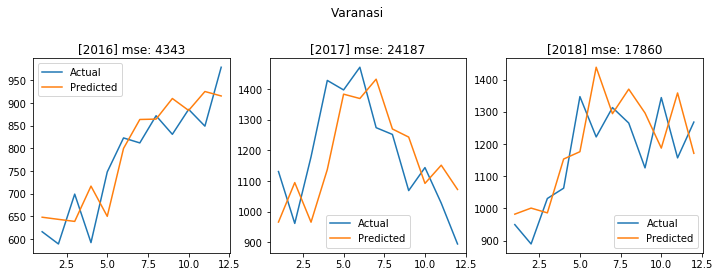 Varanasi
[2016] mse: 4343
950
900
850
800
750
700
650
600
2.5 5.0 7.5 10.0 12.5
Actual
Predicted
[2017] mse: 24187
1400
1300
1200
1100
1000
900
2.5 5.0 7.5 10.0 12.5
Actual
Predicted
[2018] mse: 17860
1400
1300
1200
1100
1000
900
2.5 5.0 7.5 10.0 12.5
Actual
Predicted